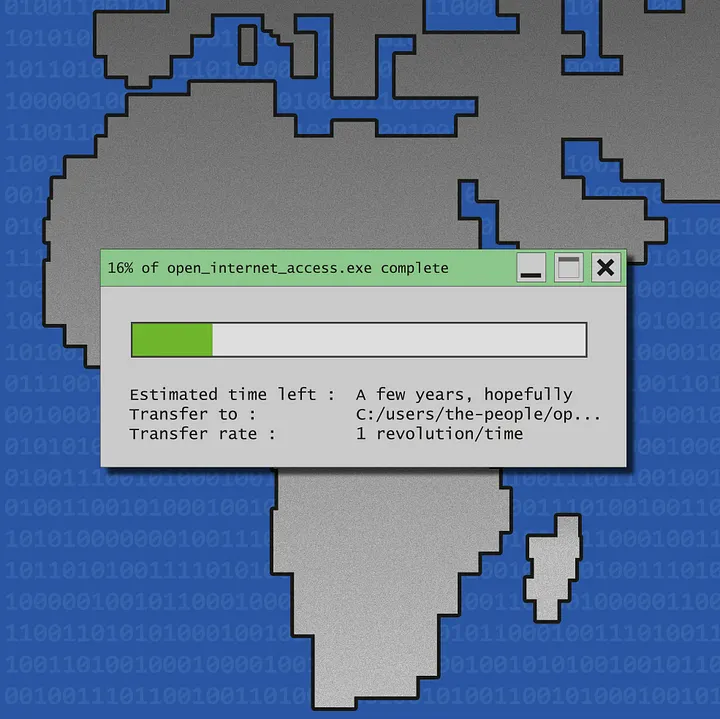 16% of open_internet_access.exe complete
Estimated time left : A few years, hopefully
Transfer to : C:/users/the-people/op...
Transfer rate : 1 revolution/time